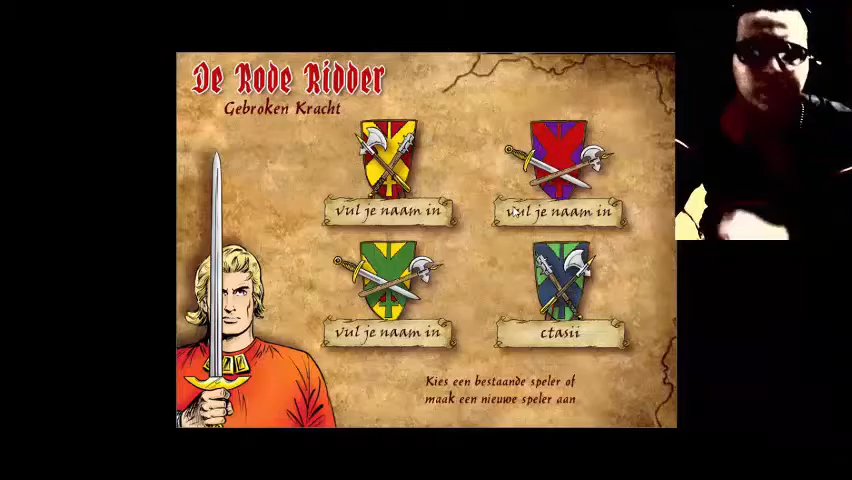 De Rode Ridder
Gebroken Kracht
vul je naam in
vul je naam in
vul je naam in
ctasii
Kies een bestaande speler of
maak een nieuwe speler aan